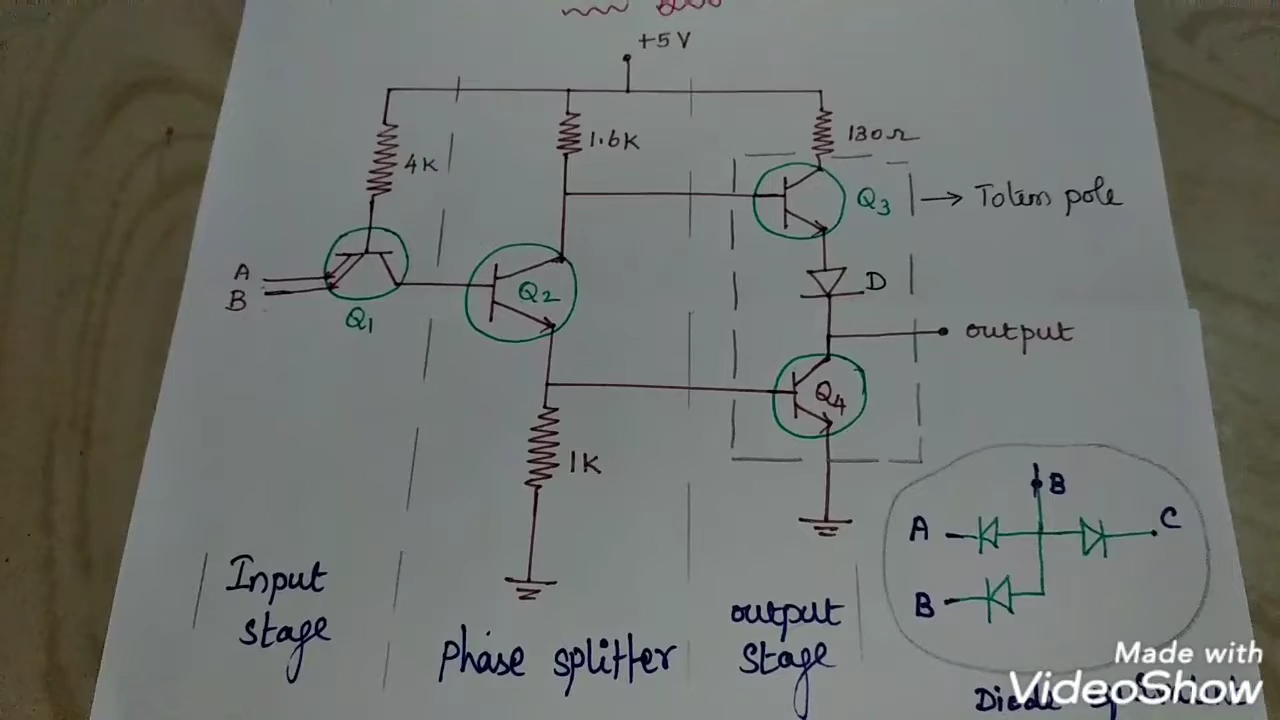 +5V
4K
1.6K
130Ω
A
B
Q1
Q2
Q3
→ Totem pole
D
output
Q4
1K
Input
stage
Phase splitter
output
stage
B
A
C
B
Diode
Made with
VideoShow